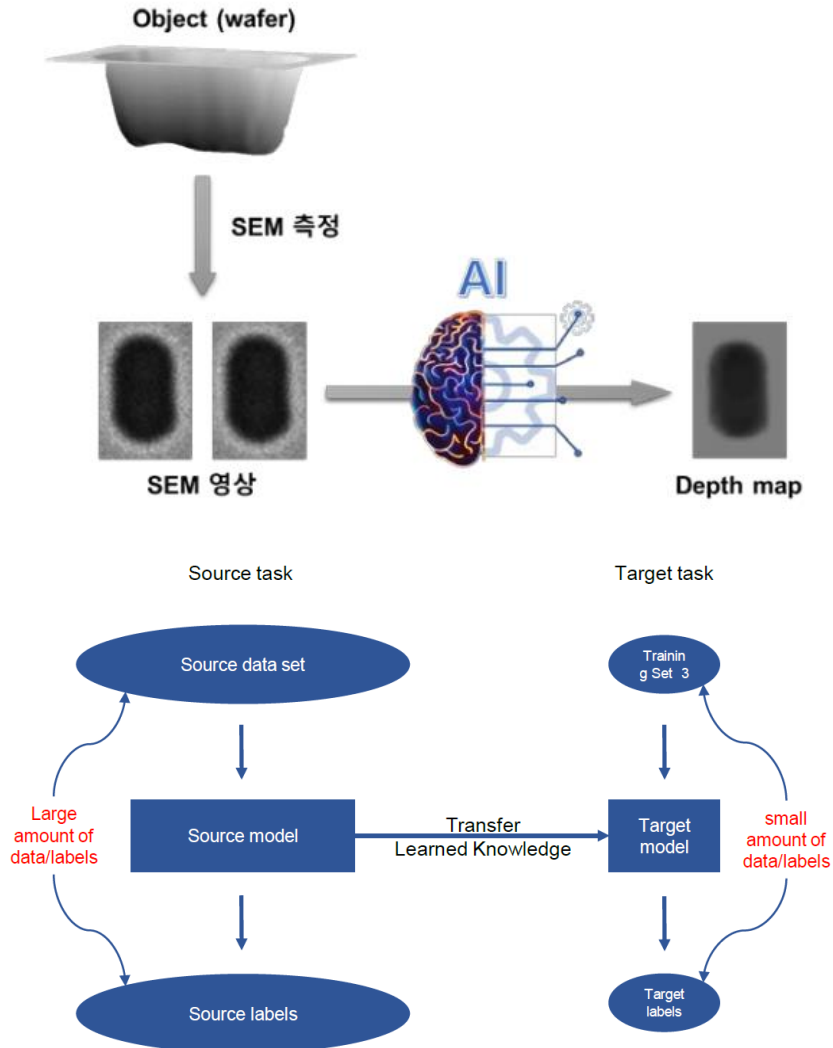 Object (wafer)
SEM 측정
AI
SEM 영상
Depth map
Source task
Target task
Source data set
Trainin
g Set 3
Large
amount of
data/labels
Source model
Transfer
Learned Knowledge
Target
model
small
amount of
data/labels
Source labels
Target
labels